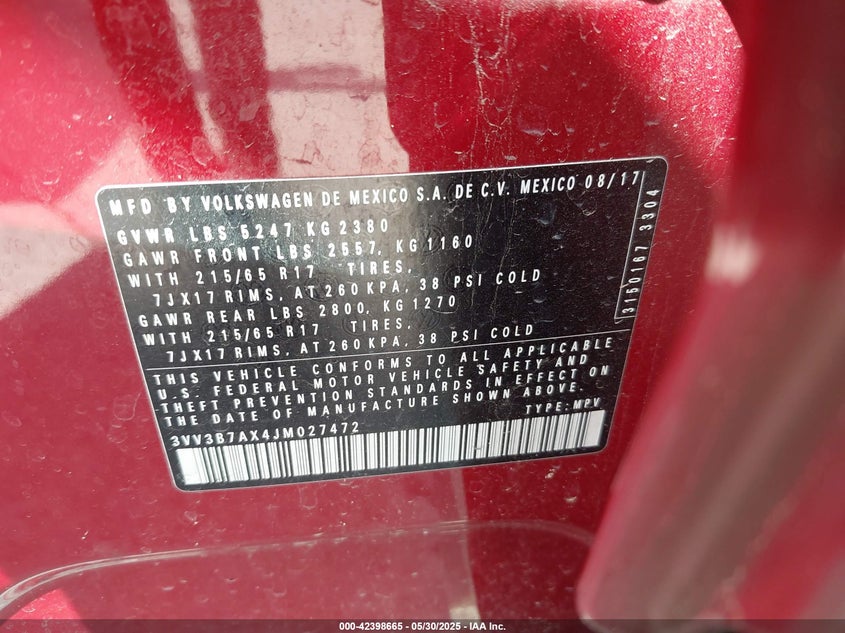 MFD BY VOLKSWAGEN DE MEXICO S.A. DE C.V. MEXICO 08/17
GVWR LBS 5247 KG 2380
GAWR FRONT LBS 2557, KG 1160
WITH 215/65 R17 TIRES,
7JX17 RIMS, AT 260 KPA, 38 PSI COLD
GAWR REAR LBS 2800, KG 1270
WITH 215/65 R17 TIRES,
7JX17 RIMS, AT 260 KPA, 38 PSI COLD
THIS VEHICLE CONFORMS TO ALL APPLICABLE
U.S. FEDERAL MOTOR VEHICLE SAFETY AND
THEFT PREVENTION STANDARDS IN EFFECT ON
THE DATE OF MANUFACTURE SHOWN ABOVE.
3VV3B7AX4JM027472 TYPE: MPV
3150167 3304
000-42398665 - 05/30/2025 - IAA Inc.